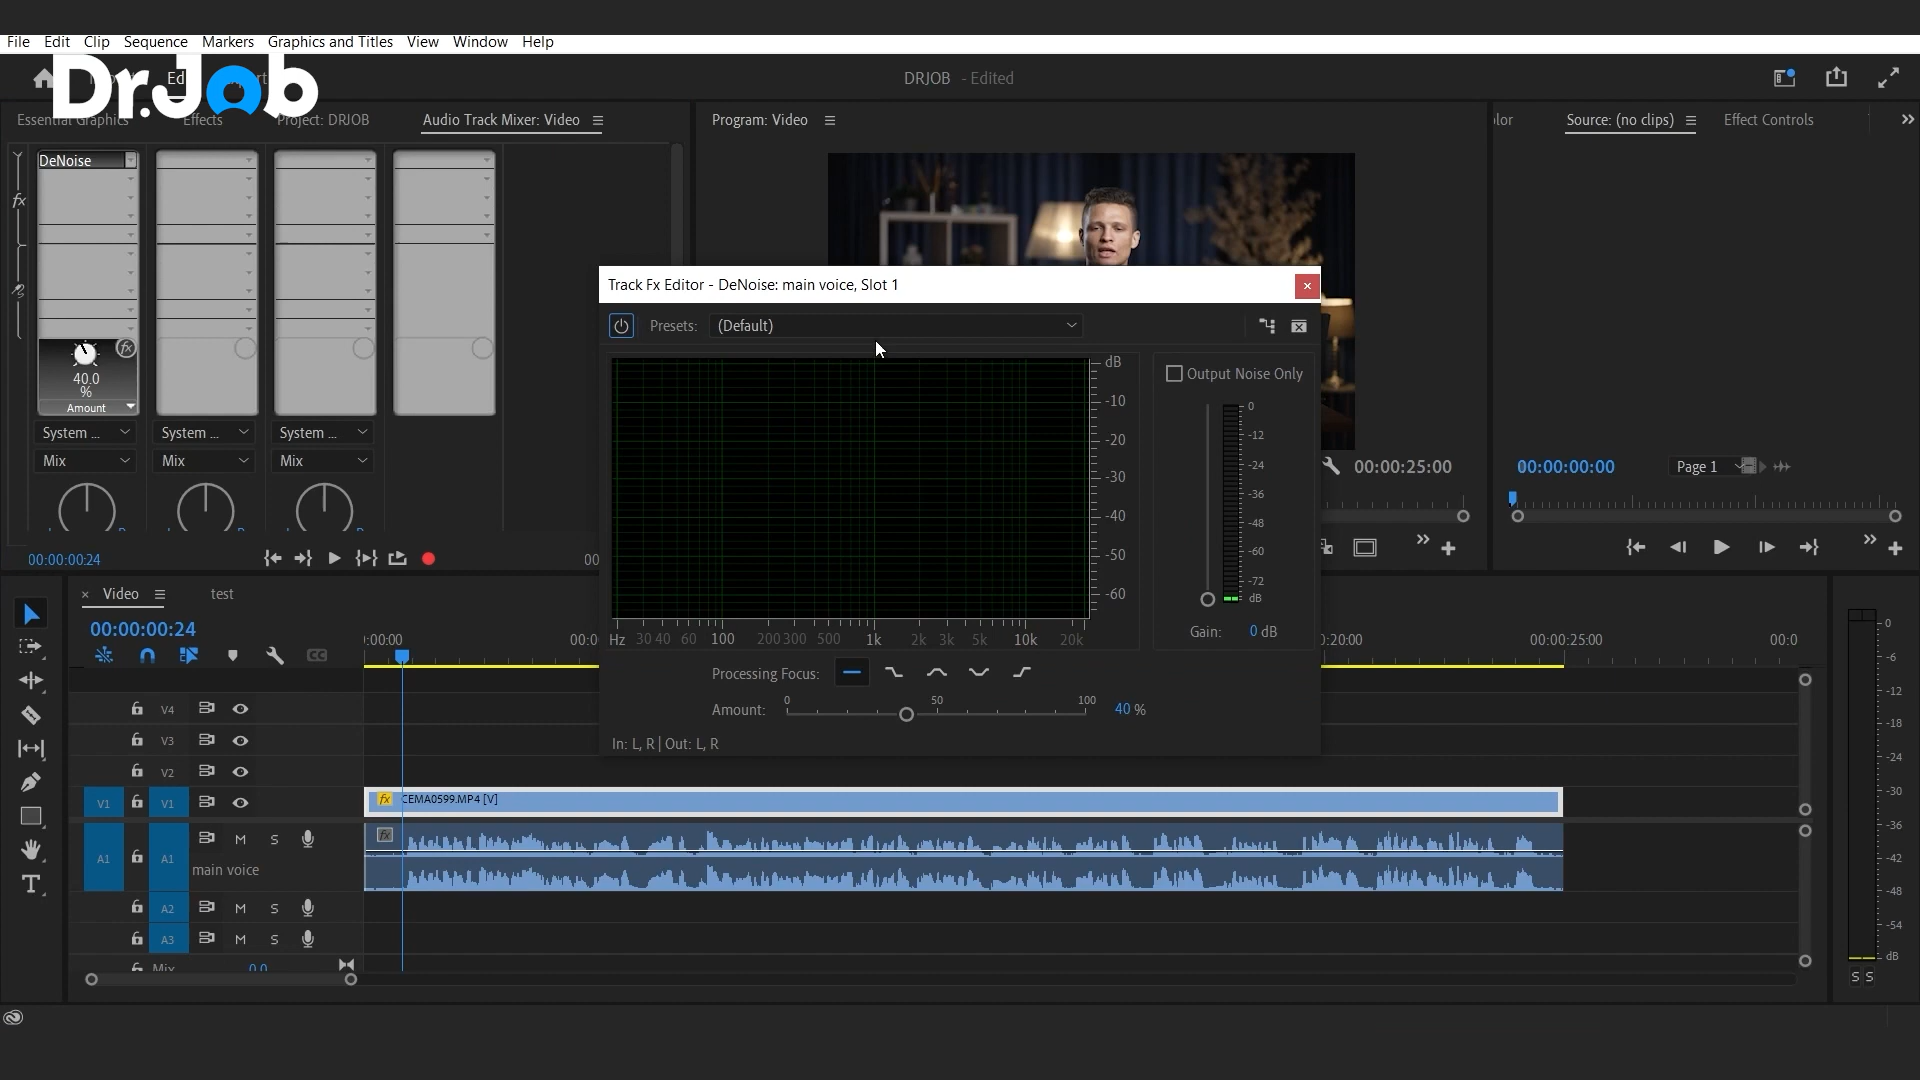 File Edit Clip Sequence Markers Graphics and Titles View Window Help
Dr.Job
DRJOB - Edited
Essential Graphics Effects Project: DRJOB Audio Track Mixer: Video
Program: Video
Source: (no clips) Effect Controls
DeNoise
fx
40.0
%
Amount
System ... System ... System ...
Mix Mix Mix
00:00:00:24
Track Fx Editor - DeNoise: main voice, Slot 1
Presets: (Default)
dB
-10
-20
-30
-40
-50
-60
Hz 30 40 60 100 200 300 500 1k 2k 3k 5k 10k 20k
Output Noise Only
0
-12
-24
-36
-48
-60
-72
dB
Gain: 0 dB
Processing Focus:
0 50 100
Amount: 40 %
In: L, R | Out: L, R
00:00:25:00
00:00:00:00 Page 1
× Video test
00:00:00:24
:00:00 00:0 0:20:00 00:00:25:00 00:0
V4
V3
V2
V1 V1
fx CEMA0599.MP4 [V]
A1 A1 M S
fx
main voice
A2 M S
A3 M S
Mix 0.0
0
-6
-12
-18
-24
-30
-36
-42
-48
-54
dB
S S